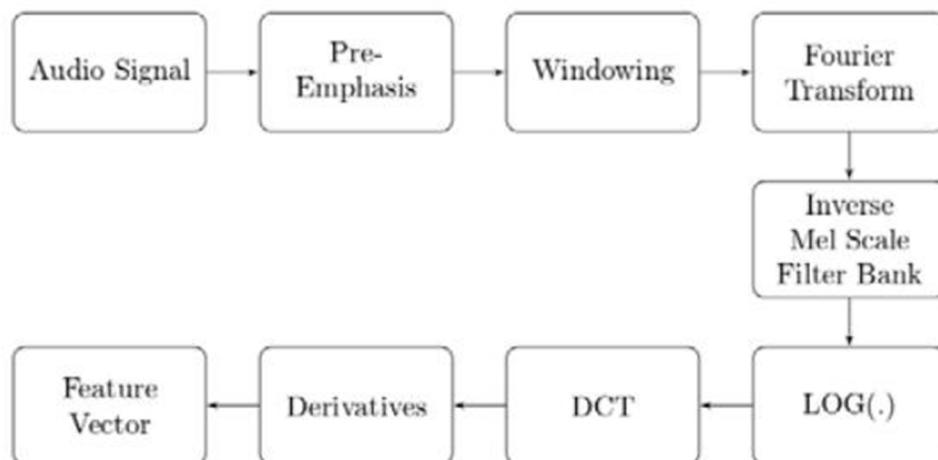 Audio Signal
Pre-
Emphasis
Windowing
Fourier
Transform
Inverse
Mel Scale
Filter Bank
Feature
Vector
Derivatives
DCT
LOG(.)